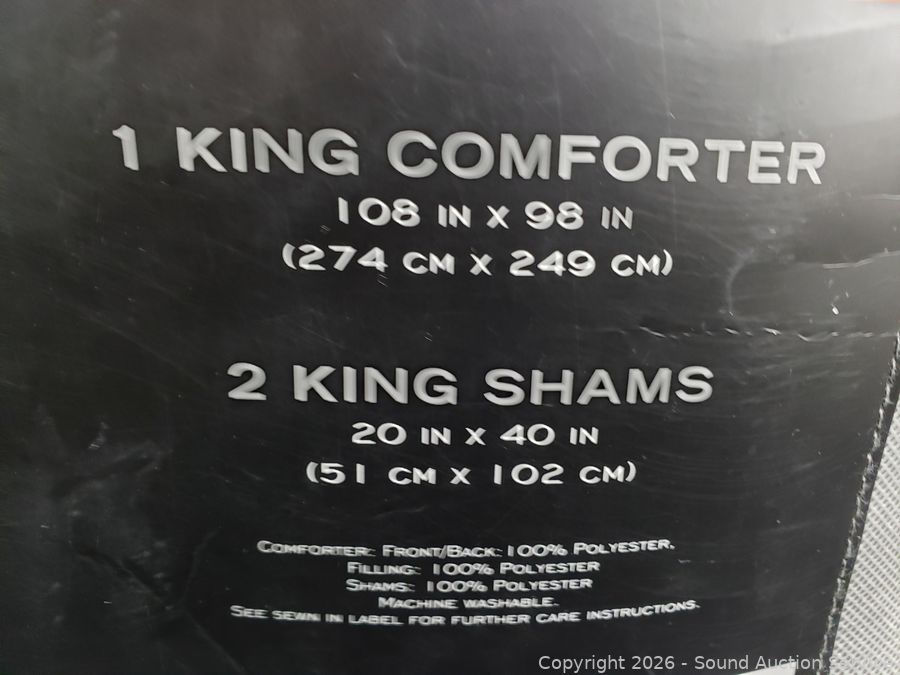 1 KING COMFORTER
108 IN X 98 IN
(274 CM X 249 CM)
2 KING SHAMS
20 IN X 40 IN
(51 CM X 102 CM)
COMFORTER: FRONT/BACK: 100% POLYESTER.
FILLING: 100% POLYESTER
SHAMS: 100% POLYESTER
MACHINE WASHABLE.
SEE SEWN IN LABEL FOR FURTHER CARE INSTRUCTIONS.
Copyright 2026 - Sound Auction